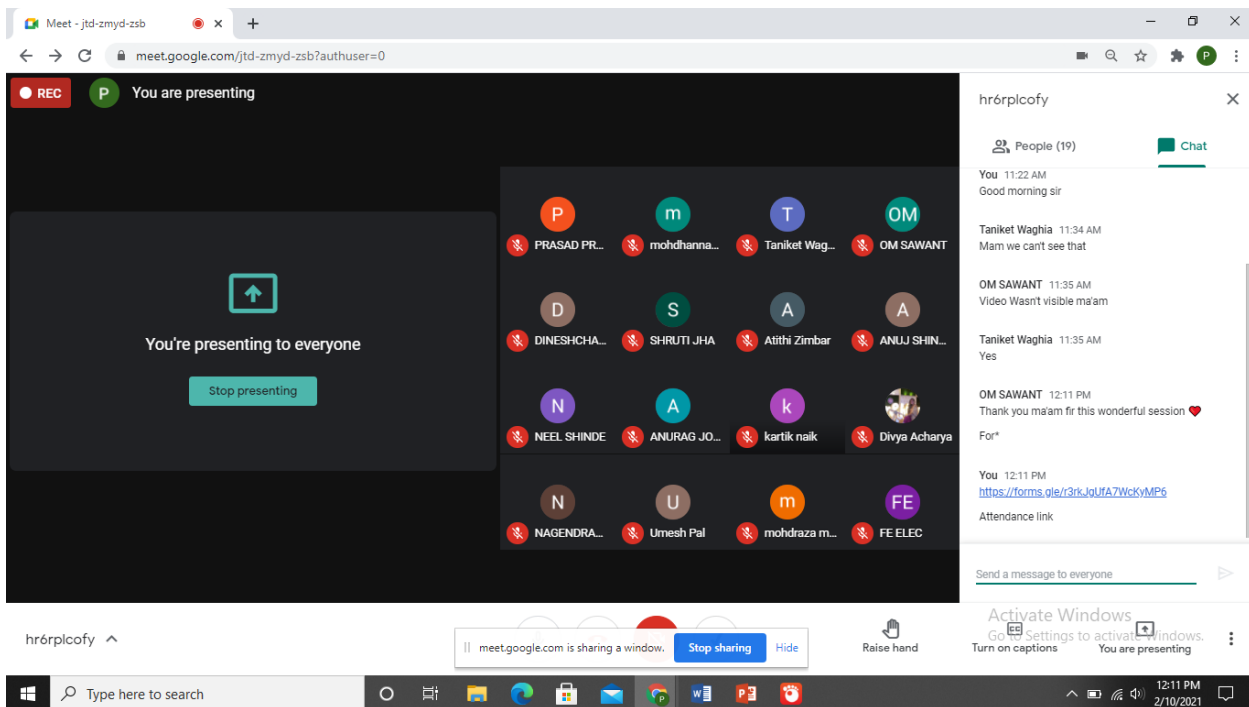 Meet - jtd-zmyd-zsb
meet.google.com/jtd-zmyd-zsb?authuser=0
P
REC
P
You are presenting
You're presenting to everyone
Stop presenting
P
m
T
OM
PRASAD PR...
mohdhanna...
Taniket Wag...
OM SAWANT
D
S
A
A
DINESHCHA...
SHRUTI JHA
Atithi Zimbar
ANUJ SHIN...
N
A
k
NEEL SHINDE
ANURAG JO...
kartik naik
Divya Acharya
N
U
m
FE
NAGENDRA...
Umesh Pal
mohdraza m...
FE ELEC
hr6rplcofy
People (19)
Chat
You 11:22 AM
Good morning sir
Taniket Waghia 11:34 AM
Mam we can't see that
OM SAWANT 11:35 AM
Video Wasn't visible ma'am
Taniket Waghia 11:35 AM
Yes
OM SAWANT 12:11 PM
Thank you ma'am fir this wonderful session ❤
For*
You 12:11 PM
https://forms.gle/r3rkJgUfA7WcKyMP6
Attendance link
Send a message to everyone
hr6rplcofy
meet.google.com is sharing a window.
Stop sharing
Hide
Raise hand
Turn on captions
You are presenting
Activate Windows
Go to Settings to activate Windows.
Type here to search
12:11 PM
2/10/2021